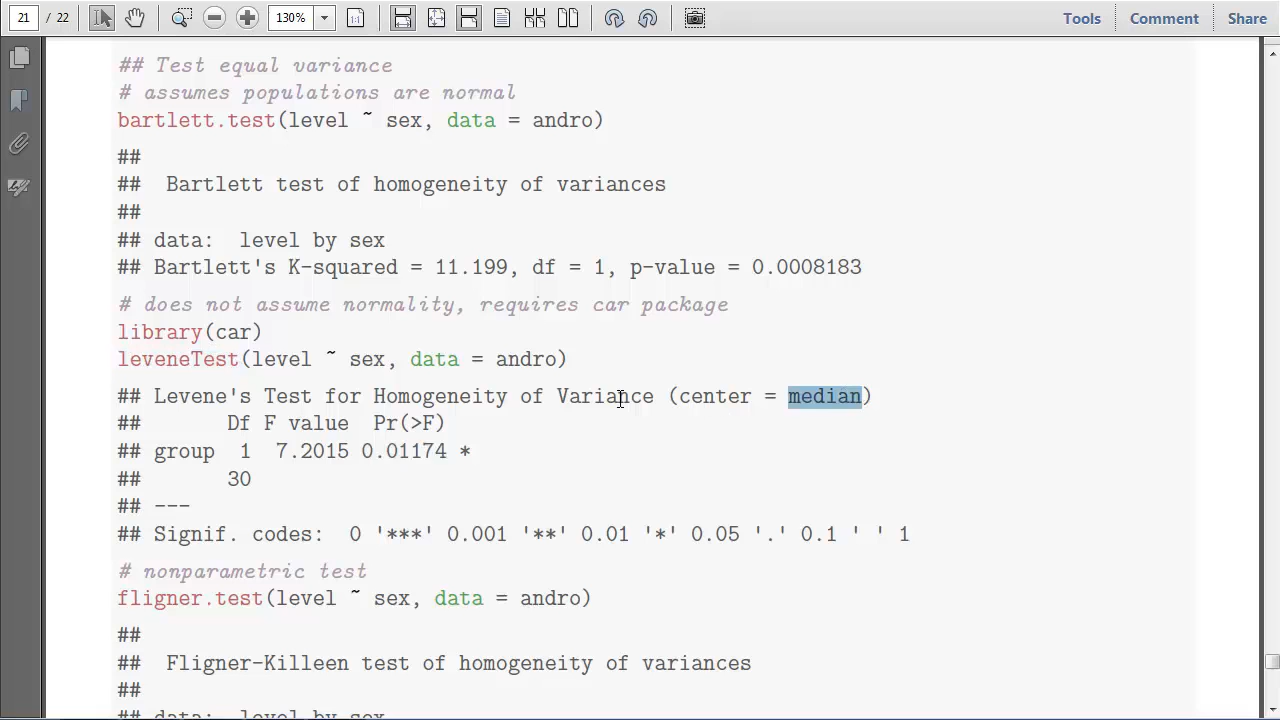 21 / 22 130% Tools Comment Share
## Test equal variance
# assumes populations are normal
bartlett.test(level ~ sex, data = andro)
##
## Bartlett test of homogeneity of variances
##
## data: level by sex
## Bartlett's K-squared = 11.199, df = 1, p-value = 0.0008183
# does not assume normality, requires car package
library(car)
leveneTest(level ~ sex, data = andro)
## Levene's Test for Homogeneity of Variance (center = median)
## Df F value Pr(>F)
## group 1 7.2015 0.01174 *
## 30
## ---
## Signif. codes: 0 '***' 0.001 '**' 0.01 '*' 0.05 '.' 0.1 ' ' 1
# nonparametric test
fligner.test(level ~ sex, data = andro)
##
## Fligner-Killeen test of homogeneity of variances
##
## data: level by sex